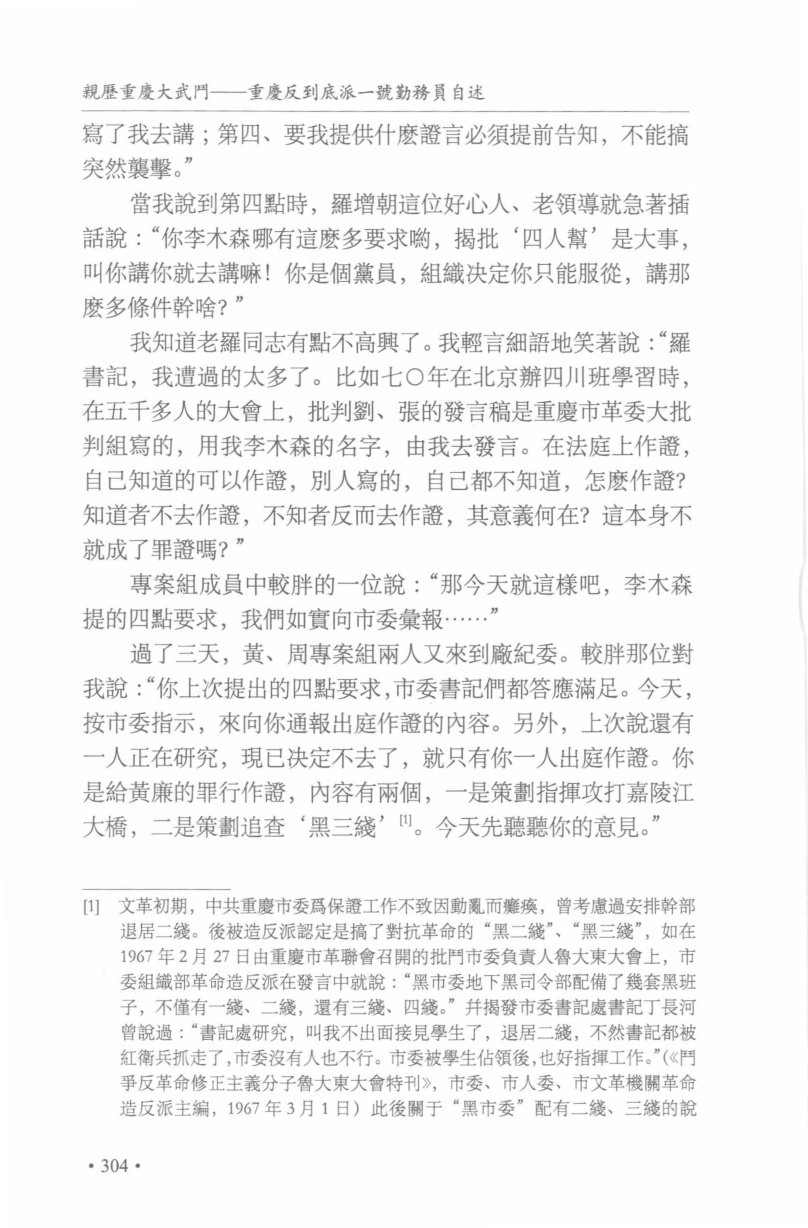 親歷重慶大武鬥——重慶反到底派一號勤務員自述
寫了我去講；第四、要我提供什麽證言必須提前告知，不能搞
突然襲擊。”
當我說到第四點時，羅增朝這位好心人、老領導就急著插
話說：“你李木森哪有這麽多要求喲，揭批‘四人幫’是大事，
叫你講你就去講嘛！你是個黨員，組織決定你只能服從，講那
麽多條件幹啥？”
我知道老羅同志有點不高興了。我輕言細語地笑著說：“羅
書記，我遭過的太多了。比如七〇年在北京辦四川班學習時，
在五千多人的大會上，批判劉、張的發言稿是重慶市革委大批
判組寫的，用我李木森的名字，由我去發言。在法庭上作證，
自己知道的可以作證，別人寫的，自己都不知道，怎麽作證？
知道者不去作證，不知者反而去作證，其意義何在？這本身不
就成了罪證嗎？”
專案組成員中較胖的一位說：“那今天就這樣吧，李木森
提的四點要求，我們如實向市委彙報……”
過了三天，黃、周專案組兩人又來到廠紀委。較胖那位對
我說：“你上次提出的四點要求，市委書記們都答應滿足。今天，
按市委指示，來向你通報出庭作證的內容。另外，上次說還有
一人正在研究，現已決定不去了，就只有你一人出庭作證。你
是給黃廉的罪行作證，內容有兩個，一是策劃指揮攻打嘉陵江
大橋，二是策劃追查‘黑三綫’[1]。今天先聽聽你的意見。”
[1] 文革初期，中共重慶市委爲保證工作不致因動亂而癱瘓，曾考慮過安排幹部
退居二綫。後被造反派認定是搞了對抗革命的“黑二綫”、“黑三綫”，如在
1967 年 2 月 27 日由重慶市革聯會召開的批鬥市委負責人魯大東大會上，市
委組織部革命造反派在發言中就說：“黑市委地下黑司令部配備了幾套黑班
子，不僅有一綫、二綫，還有三綫、四綫。”幷揭發市委書記處書記丁長河
曾說過：“書記處研究，叫我不出面接見學生了，退居二綫，不然書記都被
紅衛兵抓走了，市委沒有人也不行。市委被學生佔領後，也好指揮工作。”（《鬥
爭反革命修正主義分子魯大東大會特刊》，市委、市人委、市文革機關革命
造反派主編，1967 年 3 月 1 日）此後關于“黑市委”配有二綫、三綫的說
·304·